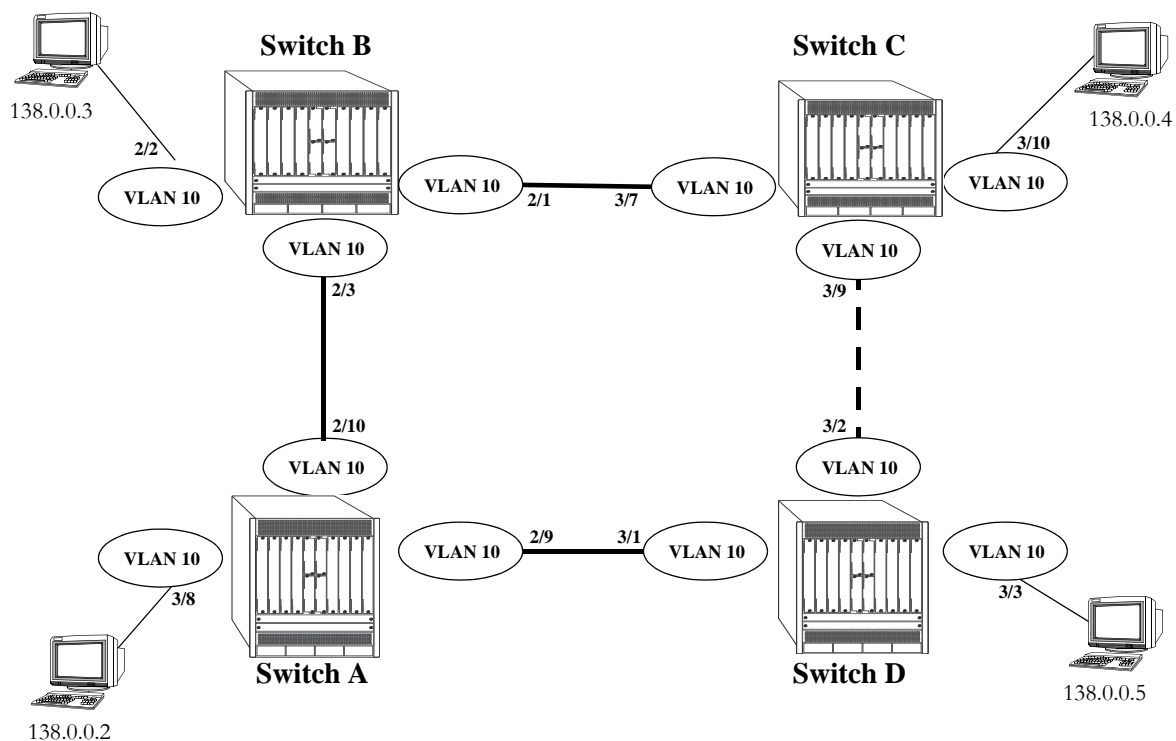 Switch B
Switch C
138.0.0.3
138.0.0.4
2/2
3/10
VLAN 10
VLAN 10
2/1
3/7
VLAN 10
VLAN 10
VLAN 10
VLAN 10
2/3
3/9
2/10
3/2
VLAN 10
VLAN 10
VLAN 10
VLAN 10
2/9
3/1
VLAN 10
VLAN 10
3/8
3/3
Switch A
Switch D
138.0.0.2
138.0.0.5